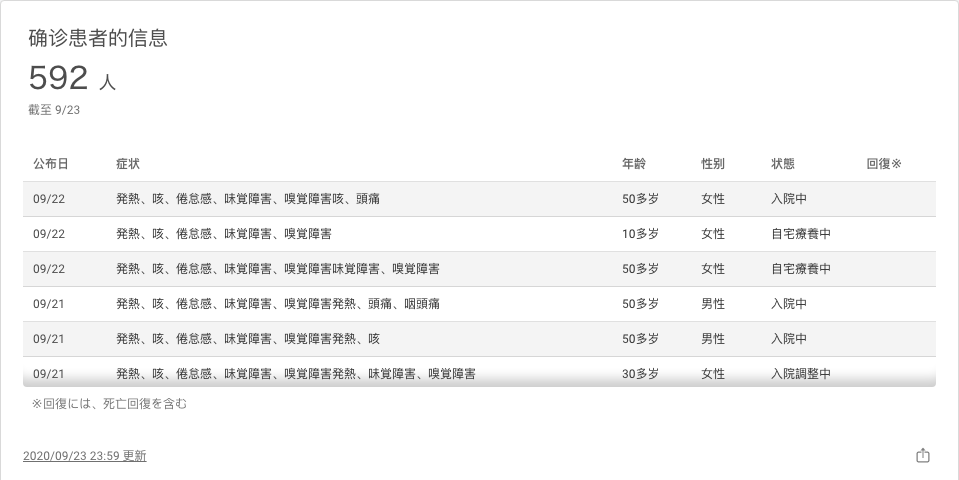 确诊患者的信息
592 人
截至 9/23
公布日 症状 年龄 性别 状態 回復※
09/22 発熱、咳、倦怠感、味覚障害、嗅覚障害咳、頭痛 50多岁 女性 入院中
09/22 発熱、咳、倦怠感、味覚障害、嗅覚障害 10多岁 女性 自宅療養中
09/22 発熱、咳、倦怠感、味覚障害、嗅覚障害味覚障害、嗅覚障害 50多岁 女性 自宅療養中
09/21 発熱、咳、倦怠感、味覚障害、嗅覚障害発熱、頭痛、咽頭痛 50多岁 男性 入院中
09/21 発熱、咳、倦怠感、味覚障害、嗅覚障害発熱、咳 50多岁 男性 入院中
09/21 発熱、咳、倦怠感、味覚障害、嗅覚障害発熱、味覚障害、嗅覚障害 30多岁 女性 入院調整中
※回復には、死亡回復を含む
2020/09/23 23:59 更新